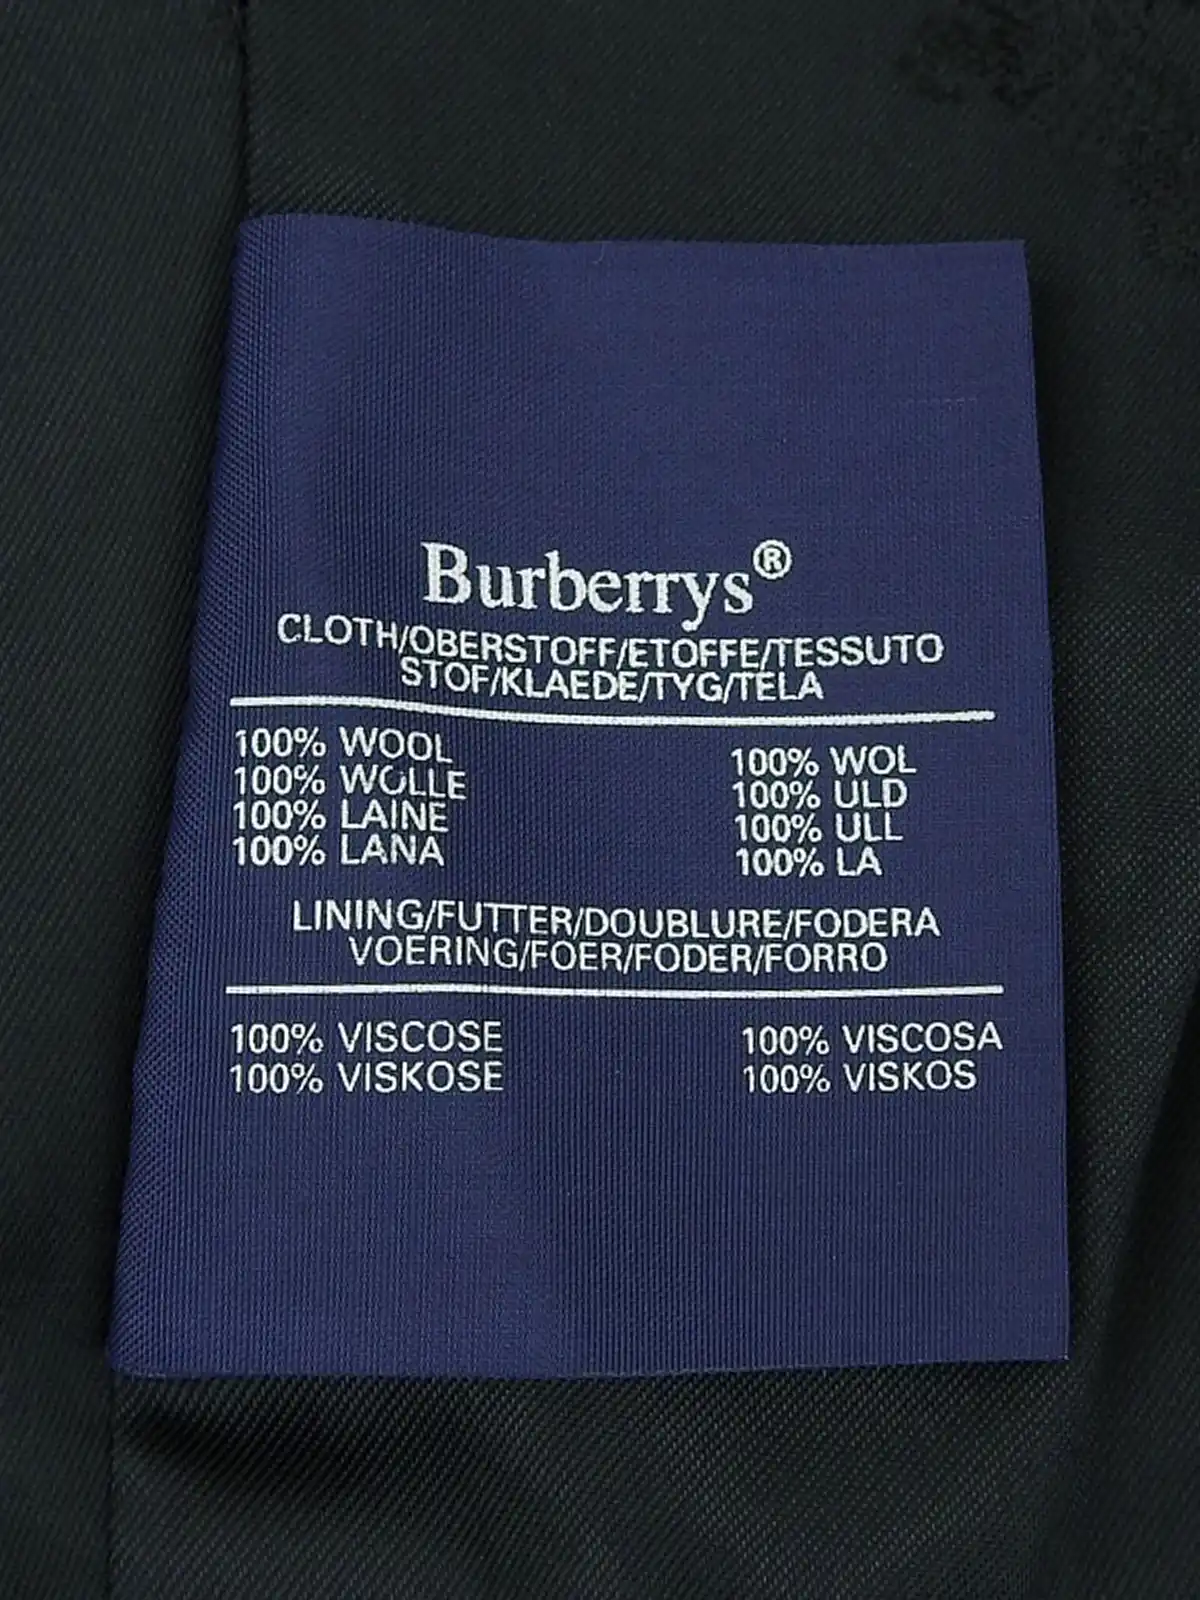 Burberrys®
CLOTH/OBERSTOFF/ETOFFE/TESSUTO
STOF/KLAEDE/TYG/TELA
100% WOOL
100% WOLLE
100% LAINE
100% LANA
100% WOL
100% ULD
100% ULL
100% LA
LINING/FUTTER/DOUBLURE/FODERA
VOERING/FOER/FODER/FORRO
100% VISCOSE
100% VISKOSE
100% VISCOSA
100% VISKOS